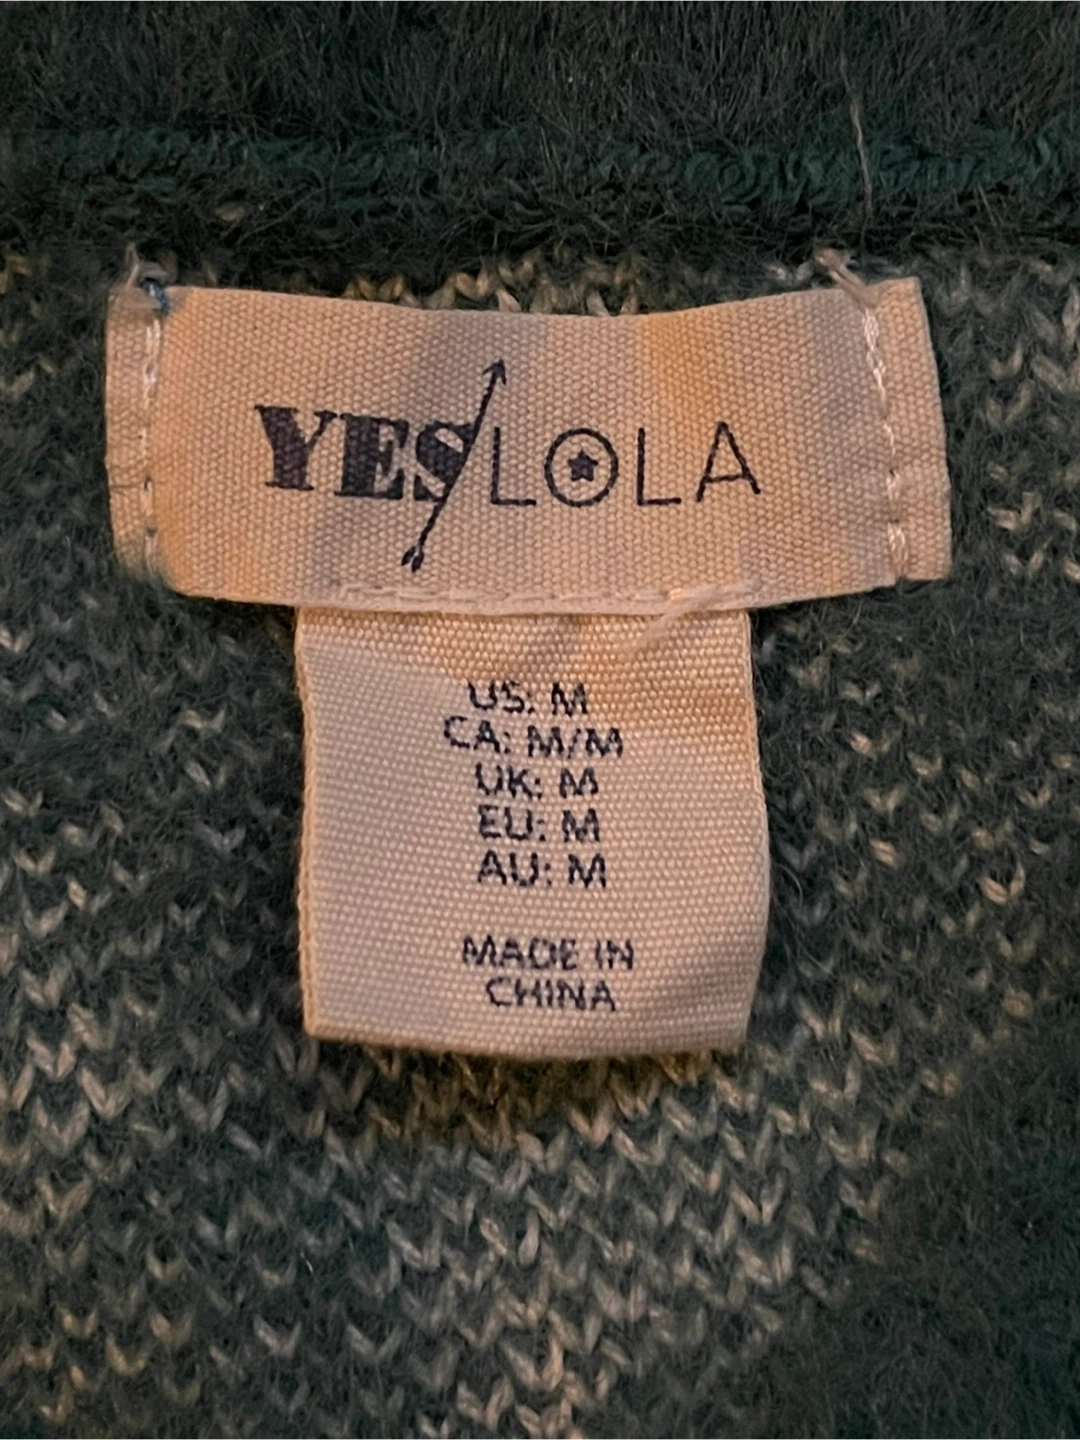 YES/LOLA
US: M
CA: M/M
UK: M
EU: M
AU: M
MADE IN
CHINA